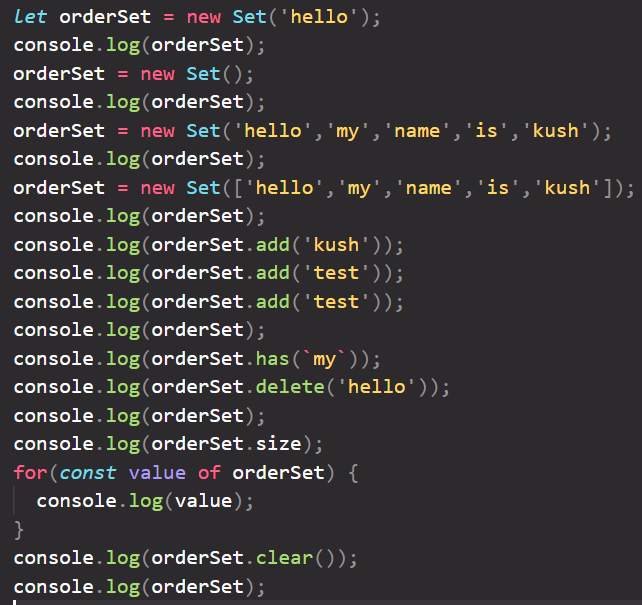 let orderSet = new Set('hello');
console.log(orderSet);
orderSet = new Set();
console.log(orderSet);
orderSet = new Set('hello','my','name','is','kush');
console.log(orderSet);
orderSet = new Set(['hello','my','name','is','kush']);
console.log(orderSet);
console.log(orderSet.add('kush'));
console.log(orderSet.add('test'));
console.log(orderSet.add('test'));
console.log(orderSet);
console.log(orderSet.has(`my`));
console.log(orderSet.delete('hello'));
console.log(orderSet);
console.log(orderSet.size);
for(const value of orderSet) {
  console.log(value);
}
console.log(orderSet.clear());
console.log(orderSet);